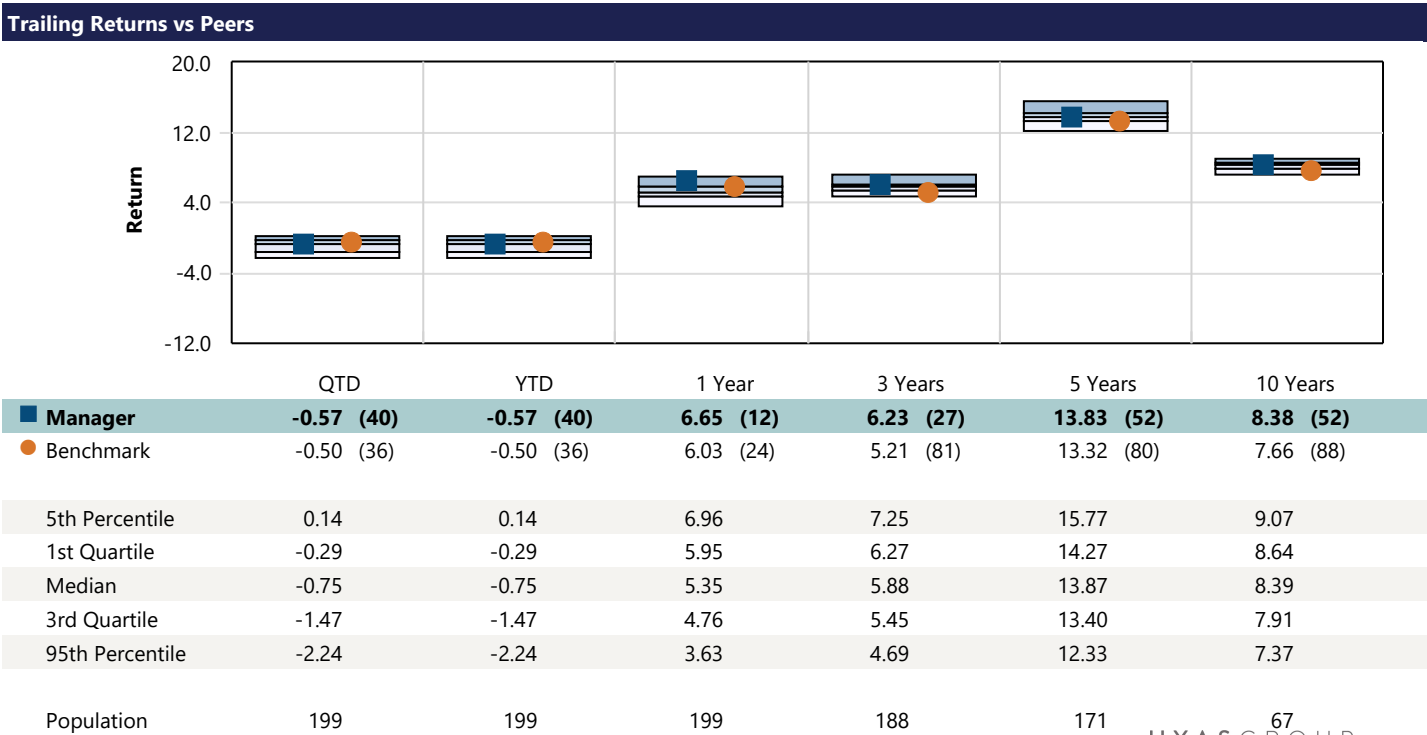 Trailing Returns vs Peers
20.0
12.0
4.0
-4.0
-12.0
Return
QTD YTD 1 Year 3 Years 5 Years 10 Years
Manager -0.57 (40) -0.57 (40) 6.65 (12) 6.23 (27) 13.83 (52) 8.38 (52)
Benchmark -0.50 (36) -0.50 (36) 6.03 (24) 5.21 (81) 13.32 (80) 7.66 (88)
5th Percentile 0.14 0.14 6.96 7.25 15.77 9.07
1st Quartile -0.29 -0.29 5.95 6.27 14.27 8.64
Median -0.75 -0.75 5.35 5.88 13.87 8.39
3rd Quartile -1.47 -1.47 4.76 5.45 13.40 7.91
95th Percentile -2.24 -2.24 3.63 4.69 12.33 7.37
Population 199 199 199 188 171 67